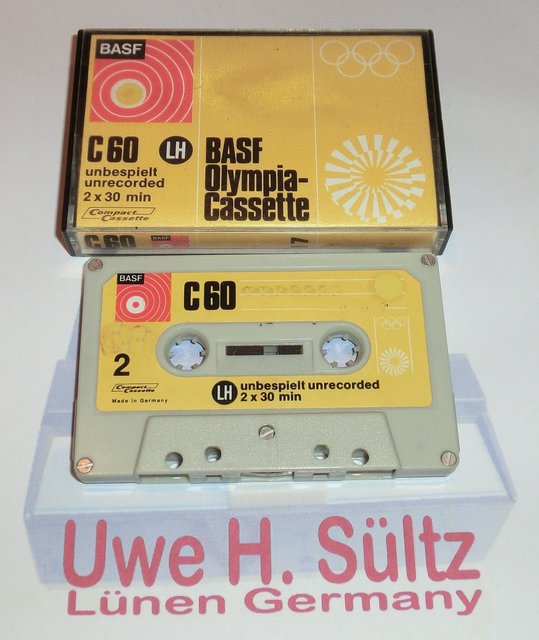 BASF
C 60 LH
unbespielt
unrecorded
2 x 30 min
Compact
Cassette
BASF
Olympia-
Cassette
C 60
BASF
C 60
2
Compact
Cassette
Made in Germany
LH unbespielt unrecorded
2 x 30 min
Uwe H. Sültz
Lünen Germany